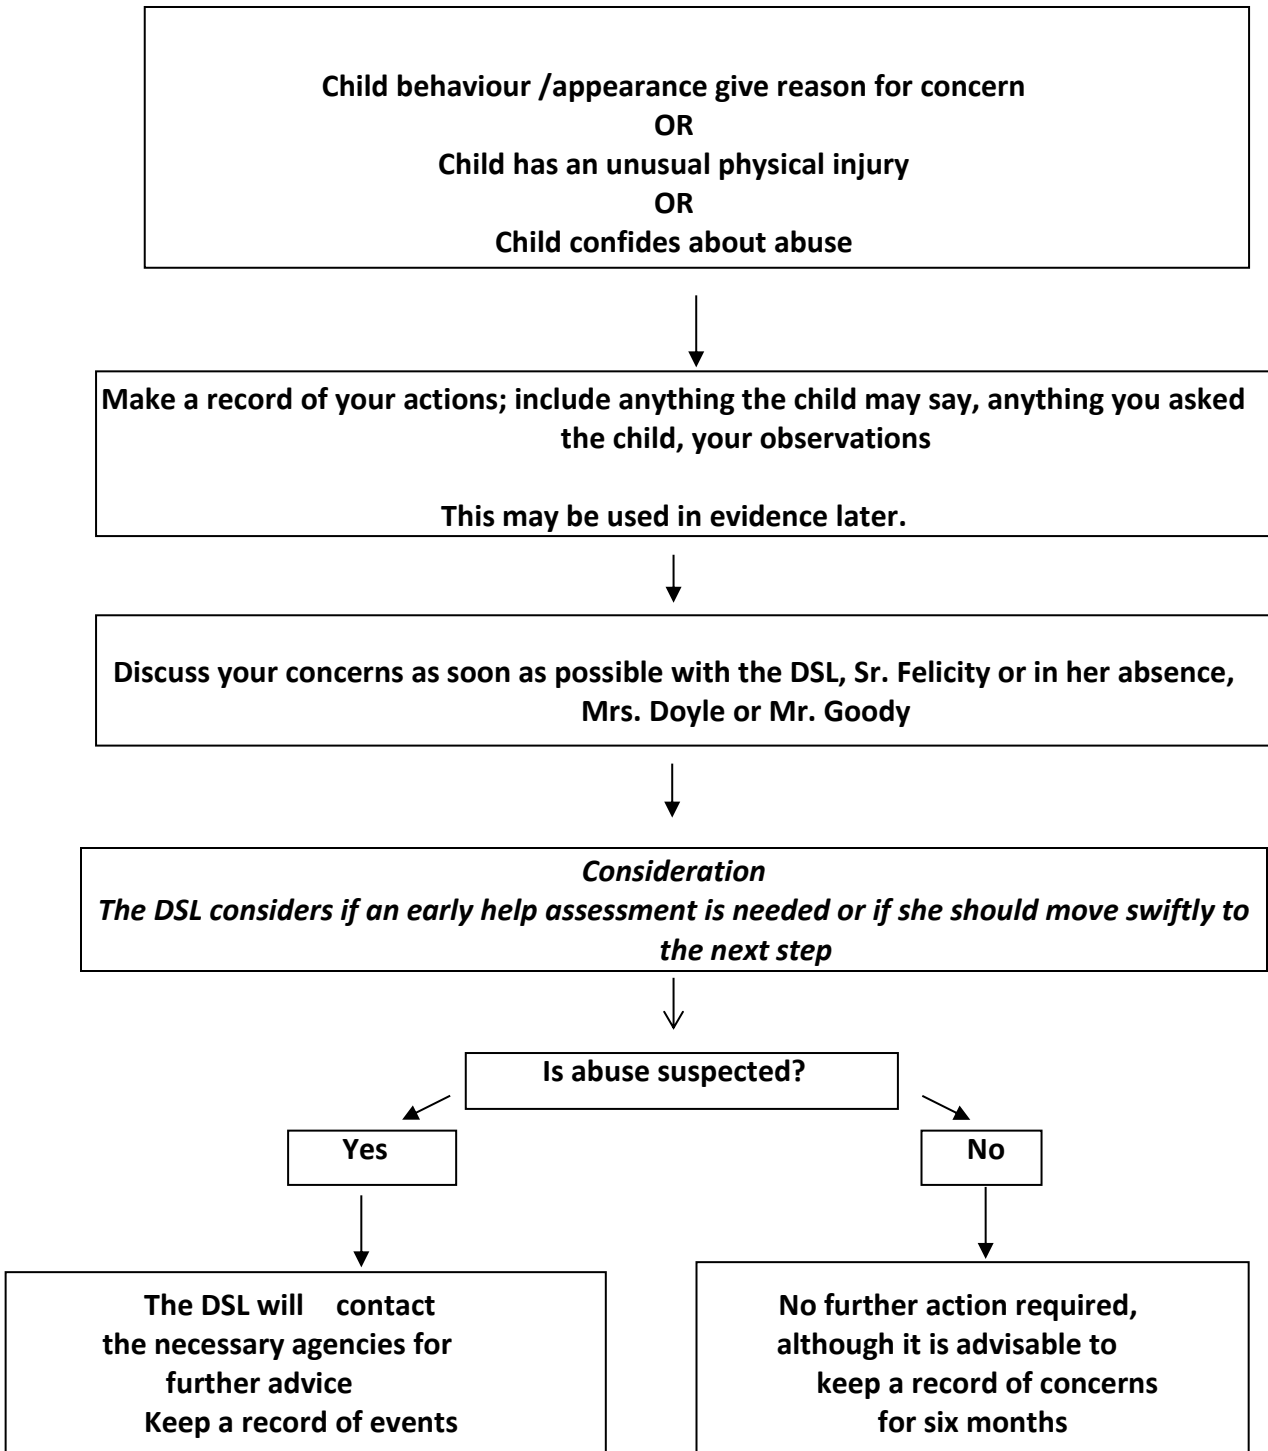 Child behaviour /appearance give reason for concern
OR
Child has an unusual physical injury
OR
Child confides about abuse
Make a record of your actions; include anything the child may say, anything you asked
the child, your observations
This may be used in evidence later.
Discuss your concerns as soon as possible with the DSL, Sr. Felicity or in her absence,
Mrs. Doyle or Mr. Goody
Consideration
The DSL considers if an early help assessment is needed or if she should move swiftly to
the next step
Is abuse suspected?
Yes
No
The DSL will contact
the necessary agencies for
further advice
Keep a record of events
No further action required,
although it is advisable to
keep a record of concerns
for six months